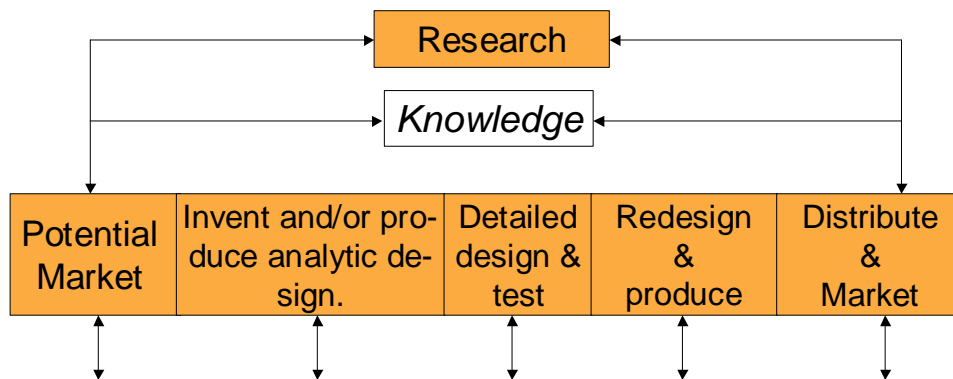 Research
Knowledge
Potential
Market
Invent and/or pro-
duce analytic de-
sign.
Detailed
design &
test
Redesign
&
produce
Distribute
&
Market